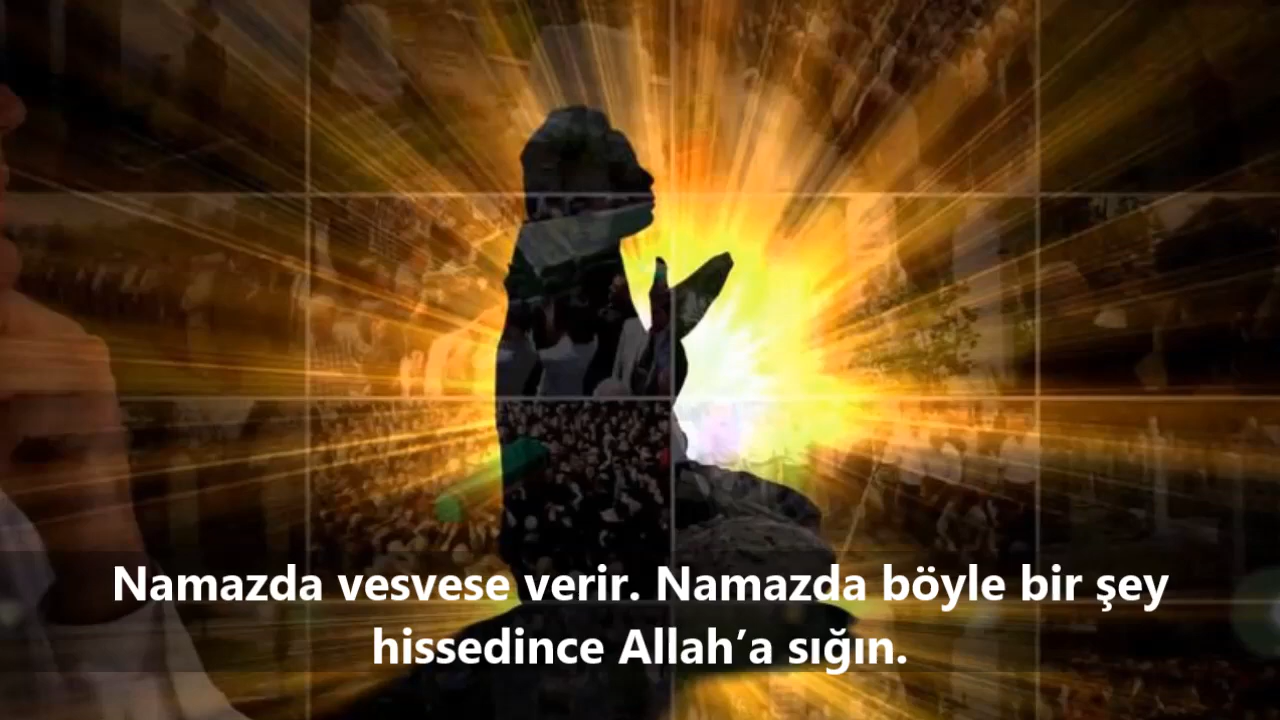 Namazda vesvese verir. Namazda böyle bir şey
hissedince Allah’a sığın.